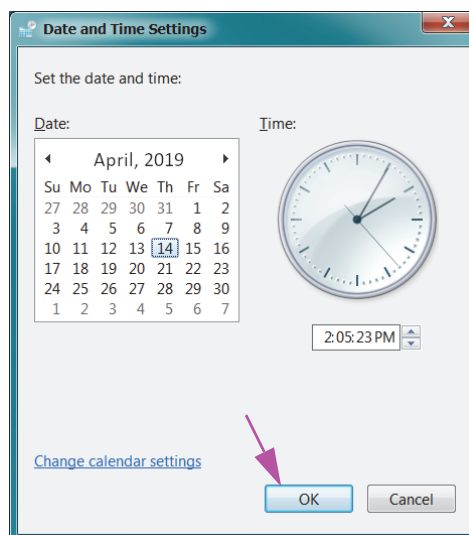 Date and Time Settings
X
Set the date and time:
Date:
Time:
April, 2019
Su Mo Tu We Th Fr Sa
27 28 29 30 31 1 2
3 4 5 6 7 8 9
10 11 12 13 14 15 16
17 18 19 20 21 22 23
24 25 26 27 28 29 30
1 2 3 4 5 6 7
2:05:23 PM
Change calendar settings
OK Cancel